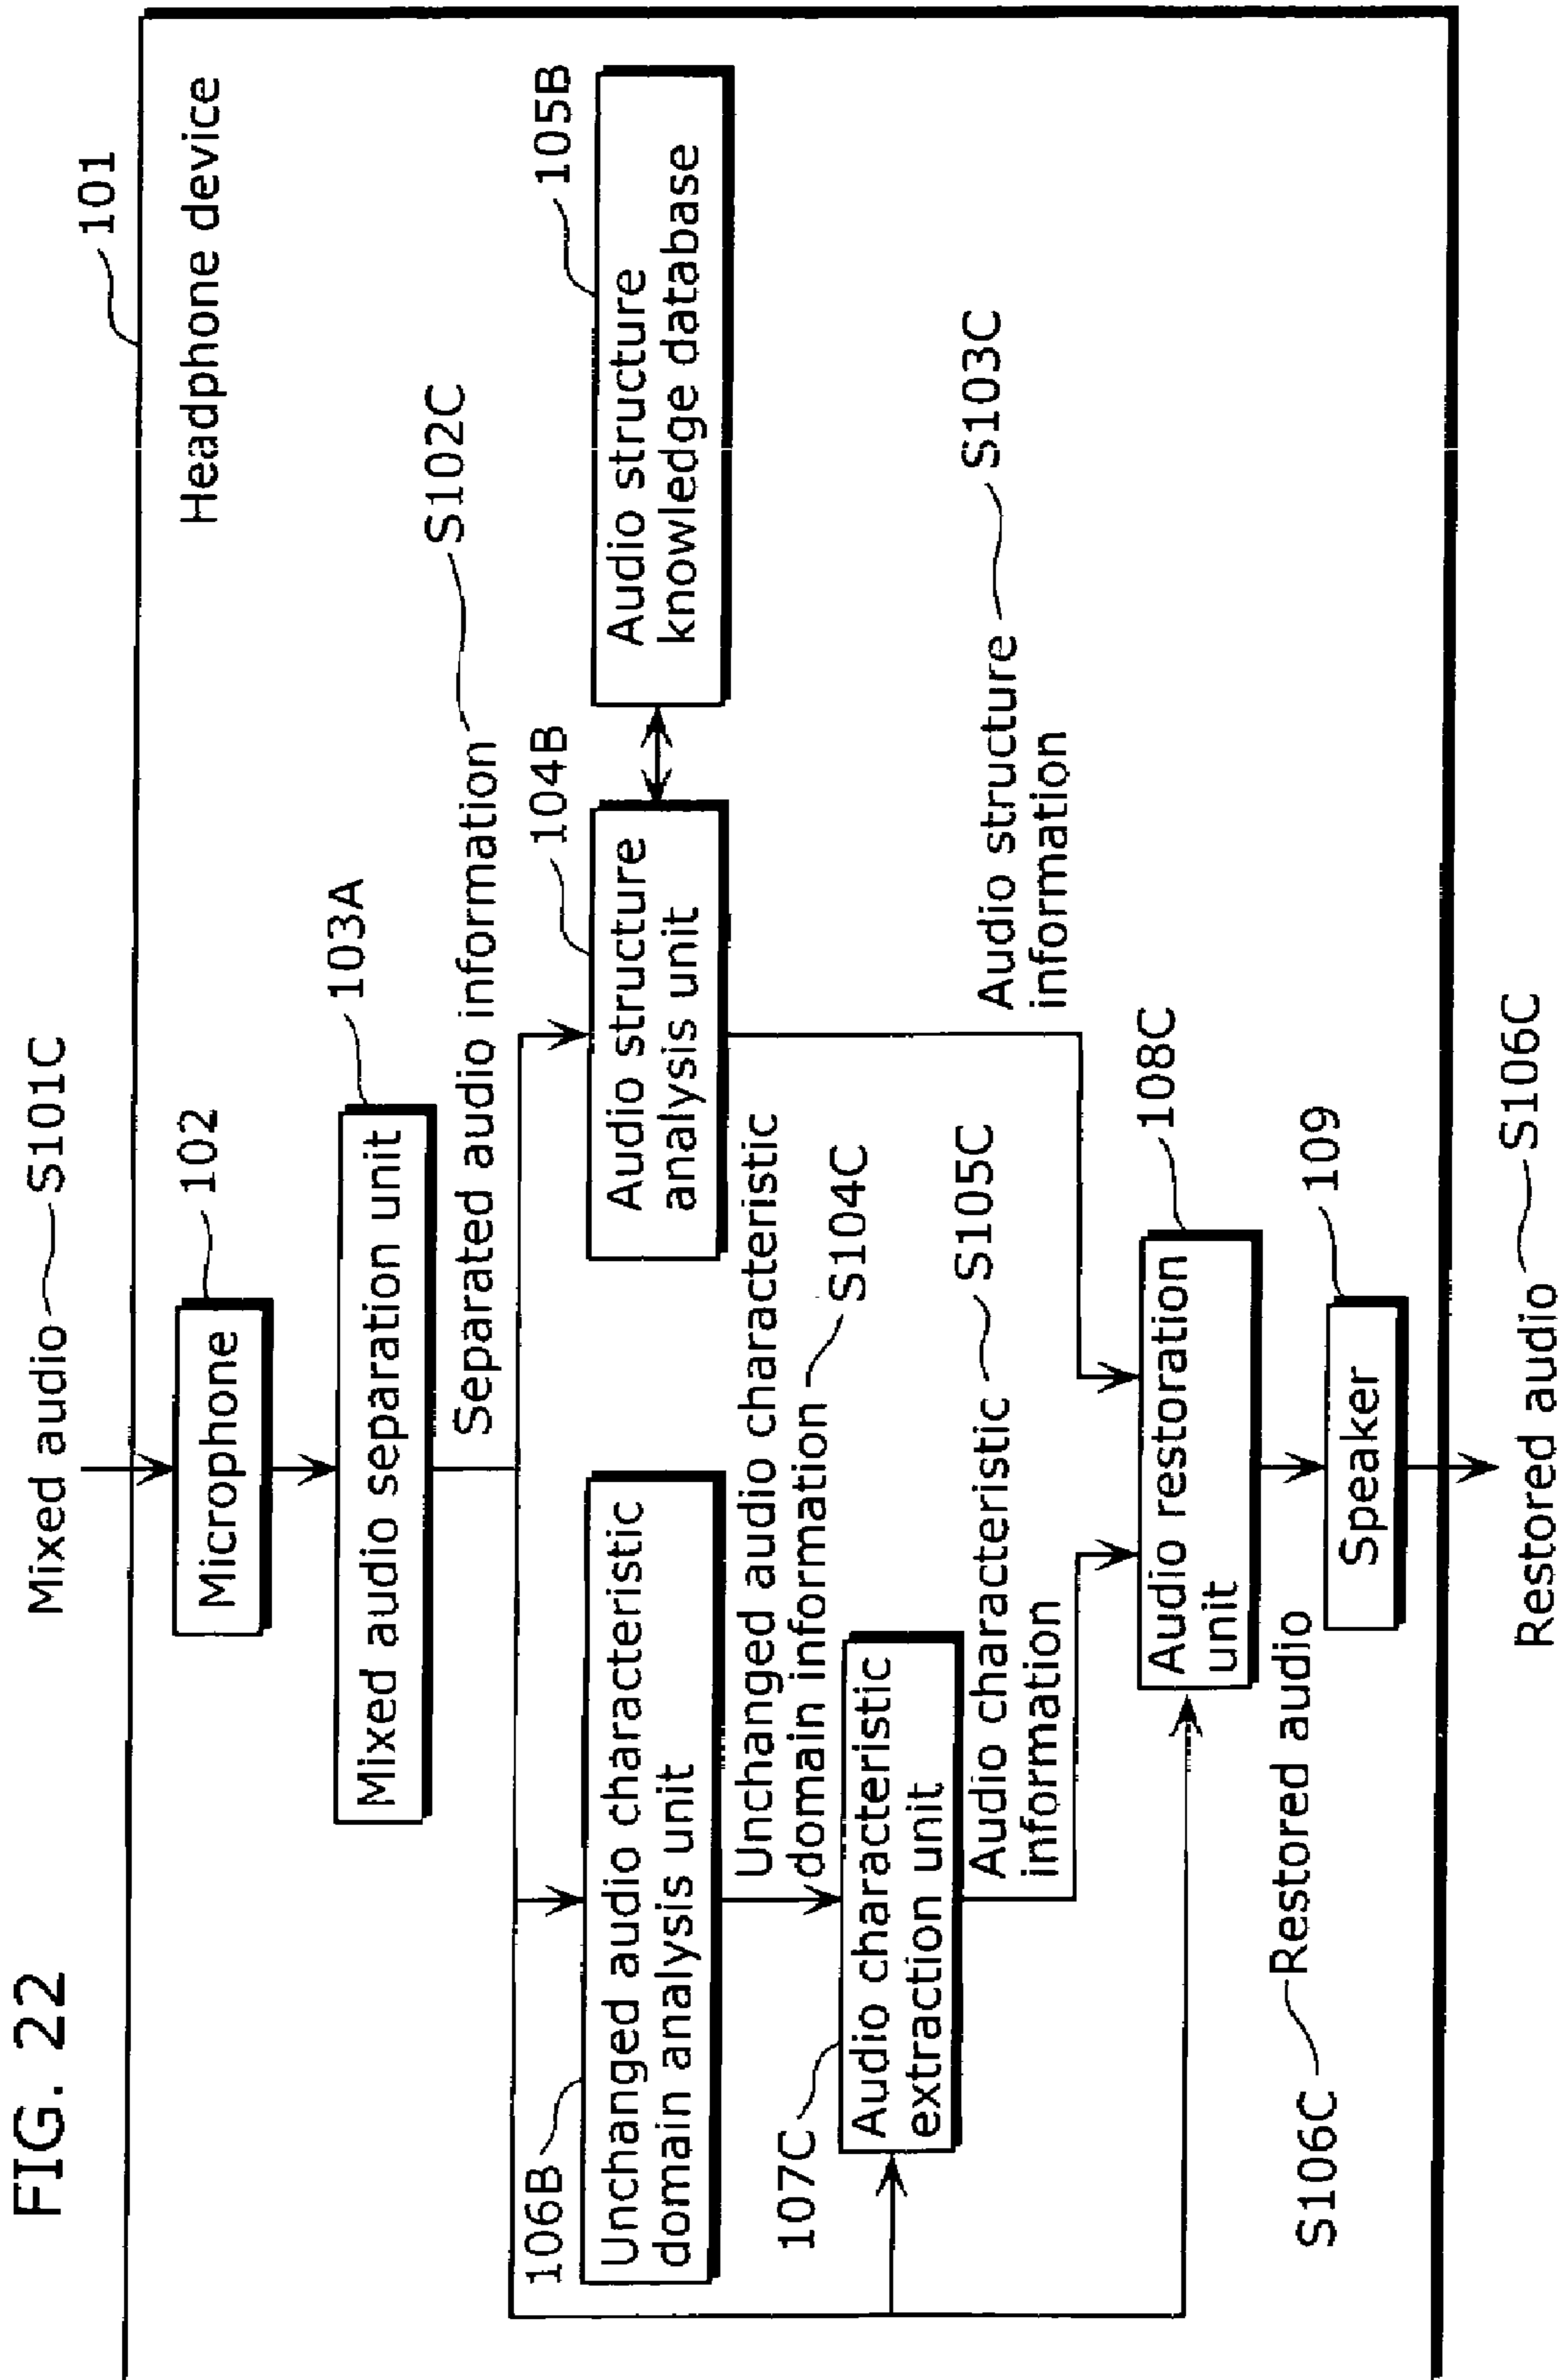 FIG. 22
Mixed audio S101C
101
Headphone device
Microphone
102
Mixed audio separation unit
103A
Separated audio information S102C
106B
Unchanged audio characteristic
domain analysis unit
104B
Audio structure
analysis unit
105B
Audio structure
knowledge database
Unchanged audio characteristic
domain information S104C
107C
Audio characteristic
extraction unit
Audio characteristic S105C
information
Audio structure S103C
information
Audio restoration
unit
108C
S106C Restored audio
Speaker
109
Restored audio S106C